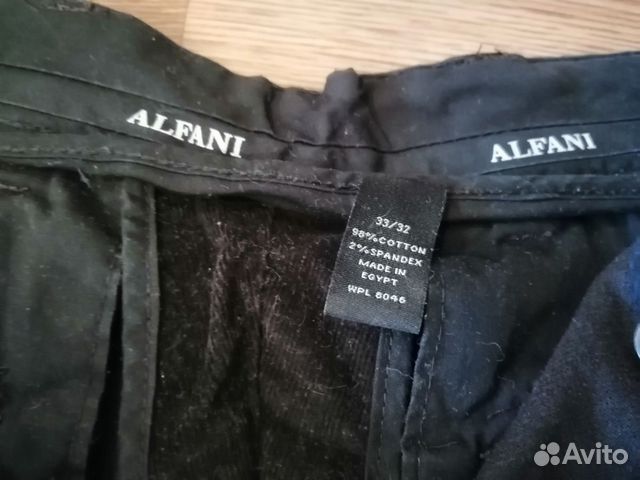 ALFANI
ALFANI
33/32
98%COTTON
2%SPANDEX
MADE IN
EGYPT
WPL 8046
Avito